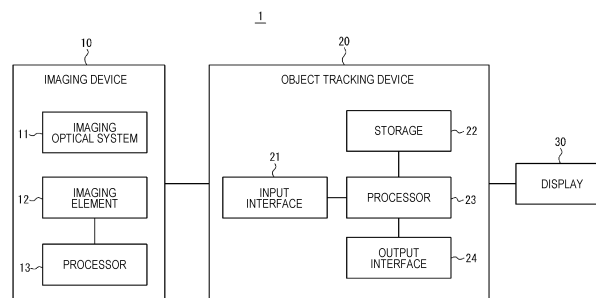 1
10
20
IMAGING DEVICE
OBJECT TRACKING DEVICE
11
IMAGING
OPTICAL SYSTEM
STORAGE
22
21
30
12
IMAGING
ELEMENT
INPUT
INTERFACE
PROCESSOR
23
DISPLAY
13
PROCESSOR
OUTPUT
INTERFACE
24